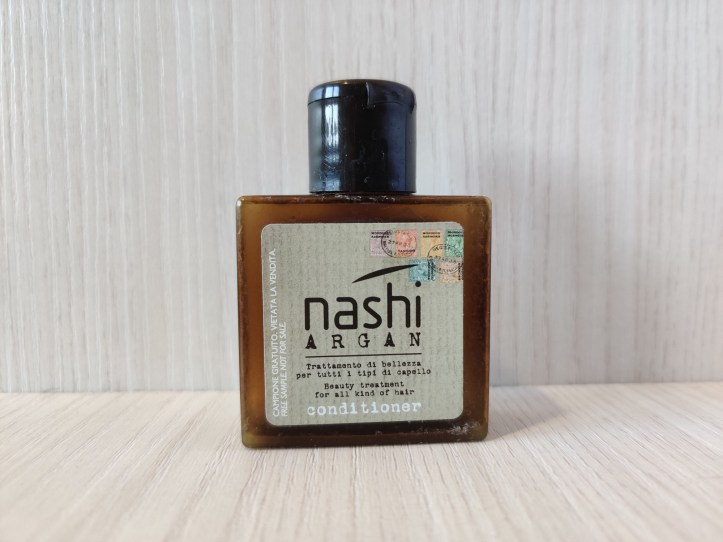 nashi
ARGAN
Trattamento di bellezza
per tutti i tipi di capello
Beauty treatment
for all kind of hair
conditioner
CAMPIONE GRATUITO. VIETATA LA VENDITA.
FREE SAMPLE, NOT FOR SALE.